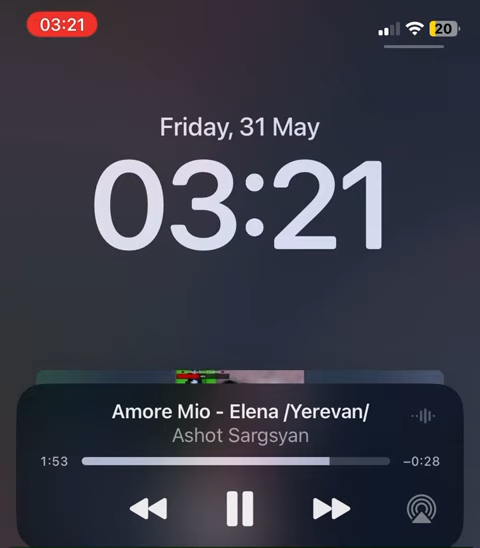 03:21
20
Friday, 31 May
03:21
Amore Mio - Elena /Yerevan/
Ashot Sargsyan
1:53
–0:28